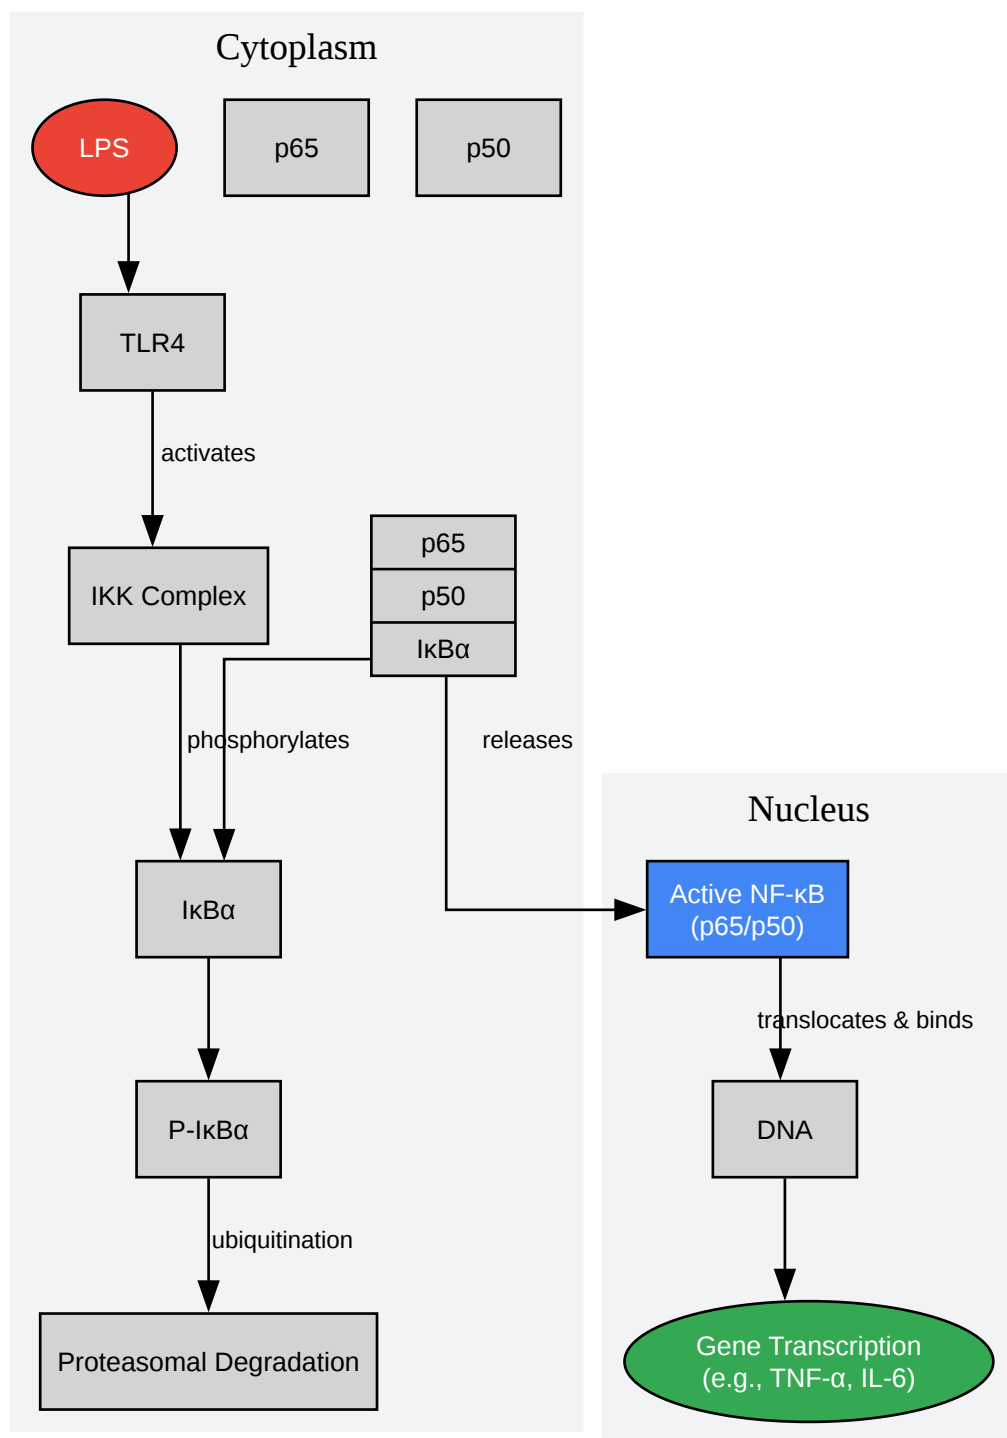 Cytoplasm
LPS
p65
p50
TLR4
activates
IKK Complex
p65
p50
IκBα
phosphorylates
releases
IκBα
P-IκBα
ubiquitination
Proteasomal Degradation
Nucleus
Active NF-κB
(p65/p50)
translocates & binds
DNA
Gene Transcription
(e.g., TNF-α, IL-6)